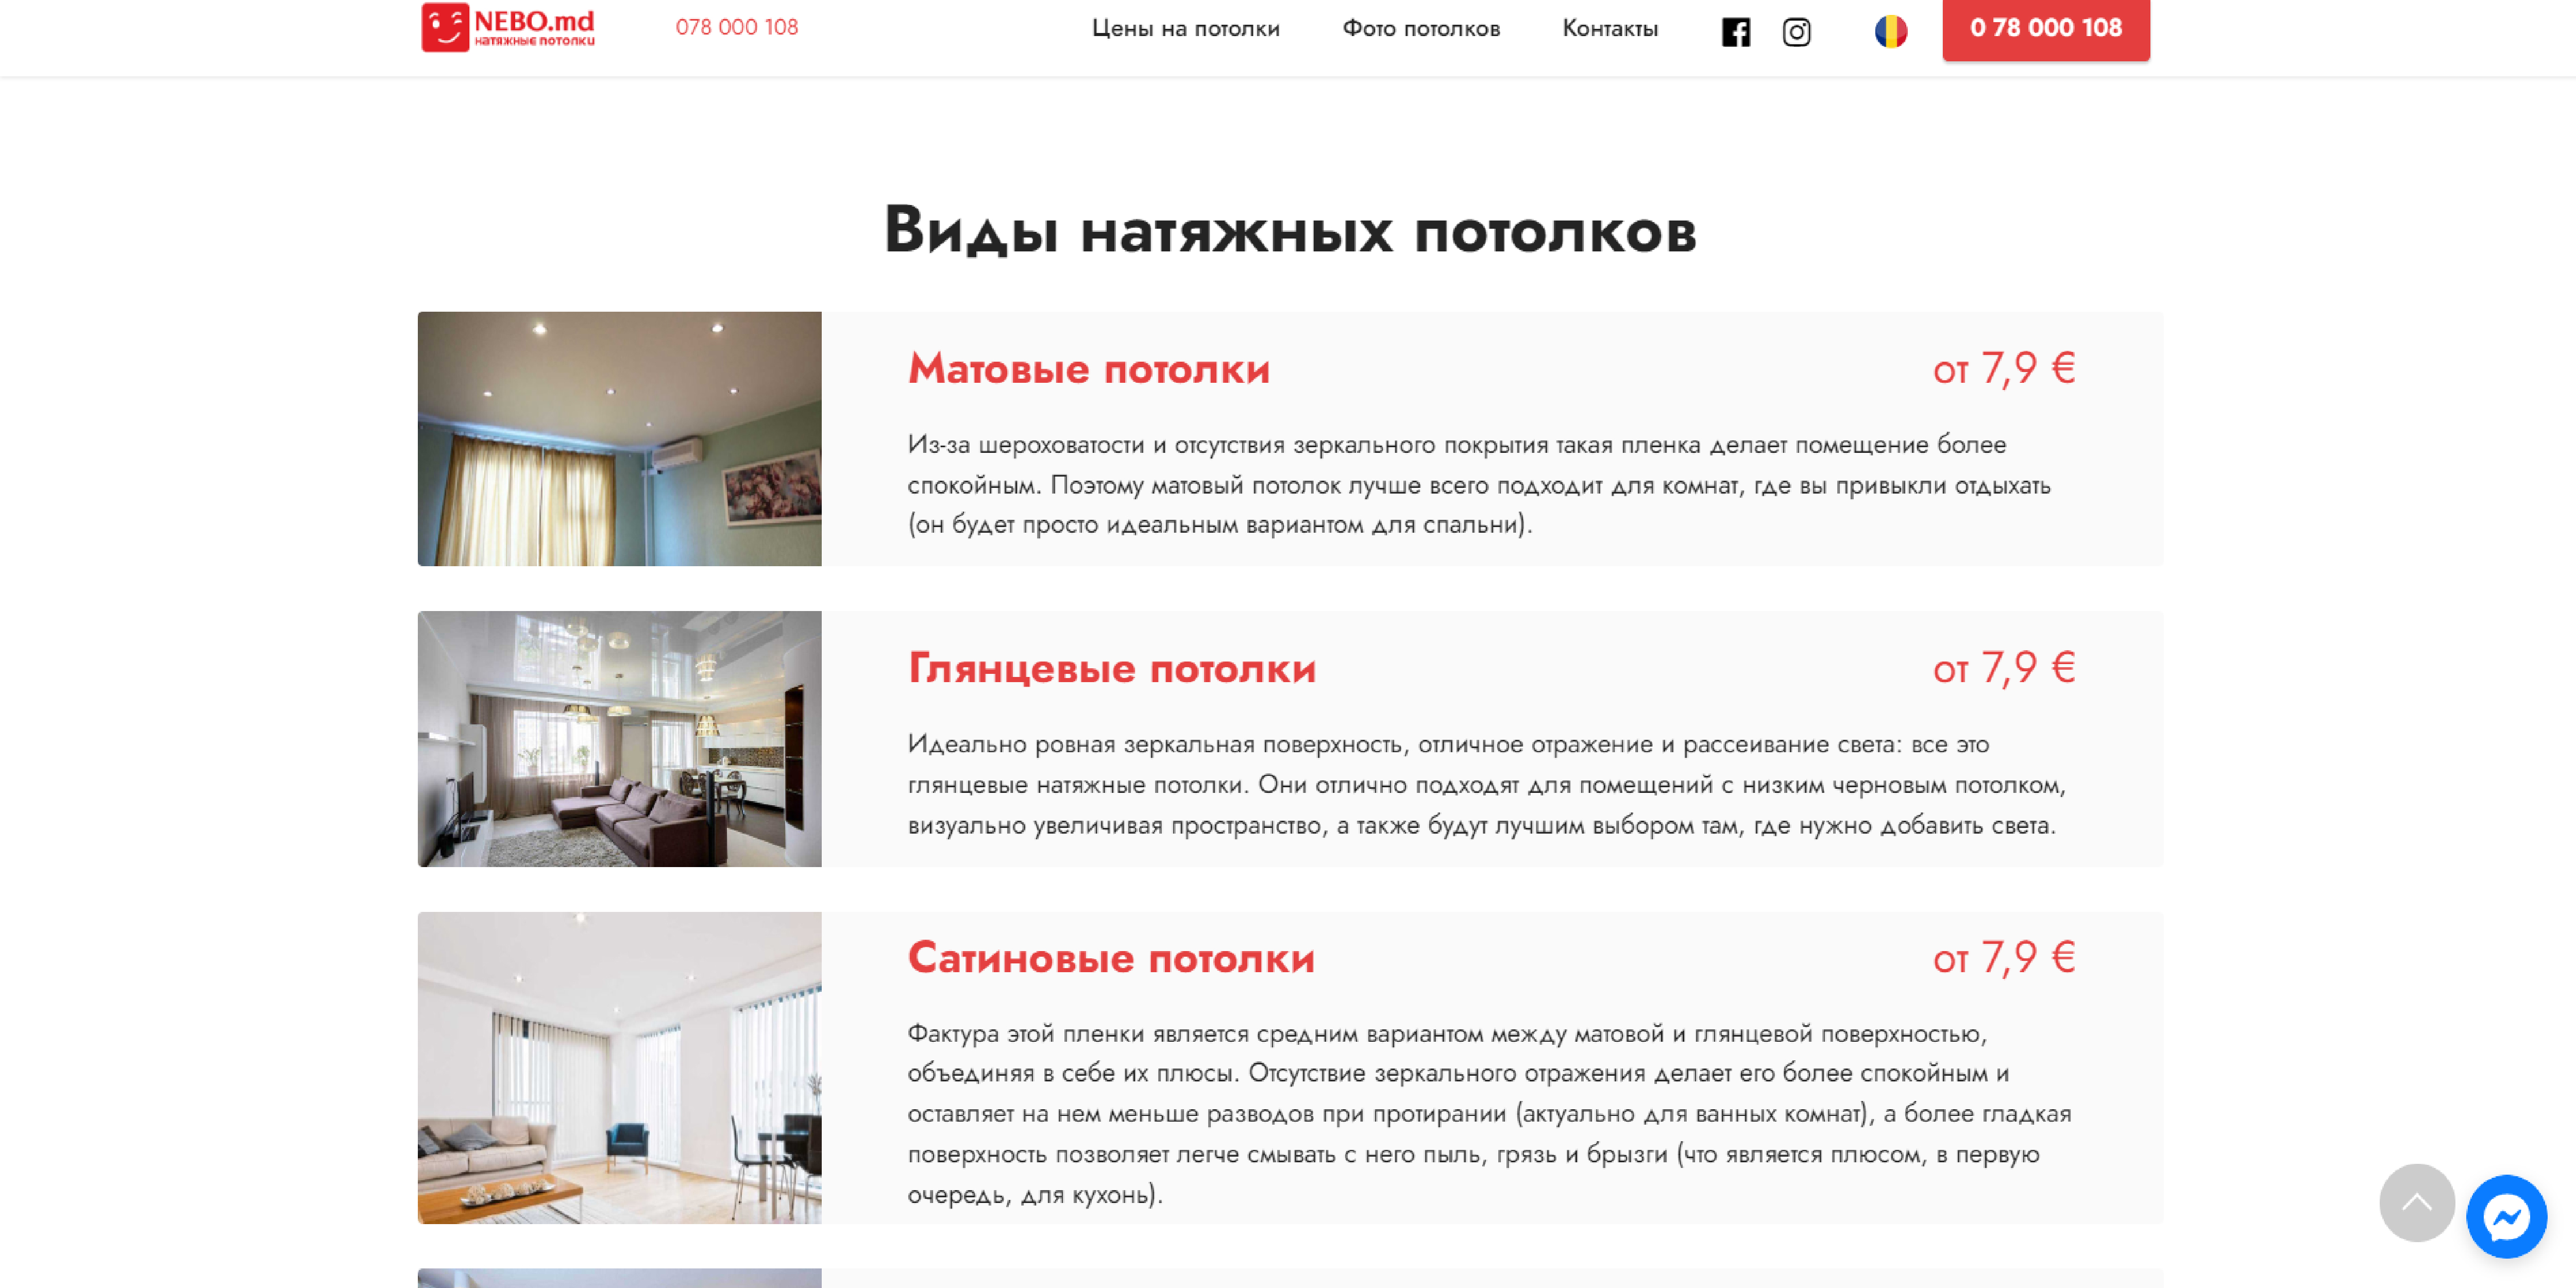 NEBO.md
натяжные потолки
078 000 108
Цены на потолки
Фото потолков
Контакты
0 78 000 108
Виды натяжных потолков
Матовые потолки
от 7,9 €
Из-за шероховатости и отсутствия зеркального покрытия такая пленка делает помещение более
спокойным. Поэтому матовый потолок лучше всего подходит для комнат, где вы привыкли отдыхать
(он будет просто идеальным вариантом для спальни).
Глянцевые потолки
от 7,9 €
Идеально ровная зеркальная поверхность, отличное отражение и рассеивание света: все это
глянцевые натяжные потолки. Они отлично подходят для помещений с низким черновым потолком,
визуально увеличивая пространство, а также будут лучшим выбором там, где нужно добавить света.
Сатиновые потолки
от 7,9 €
Фактура этой пленки является средним вариантом между матовой и глянцевой поверхностью,
объединяя в себе их плюсы. Отсутствие зеркального отражения делает его более спокойным и
оставляет на нем меньше разводов при протирании (актуально для ванных комнат), а более гладкая
поверхность позволяет легче смывать с него пыль, грязь и брызги (что является плюсом, в первую
очередь, для кухонь).